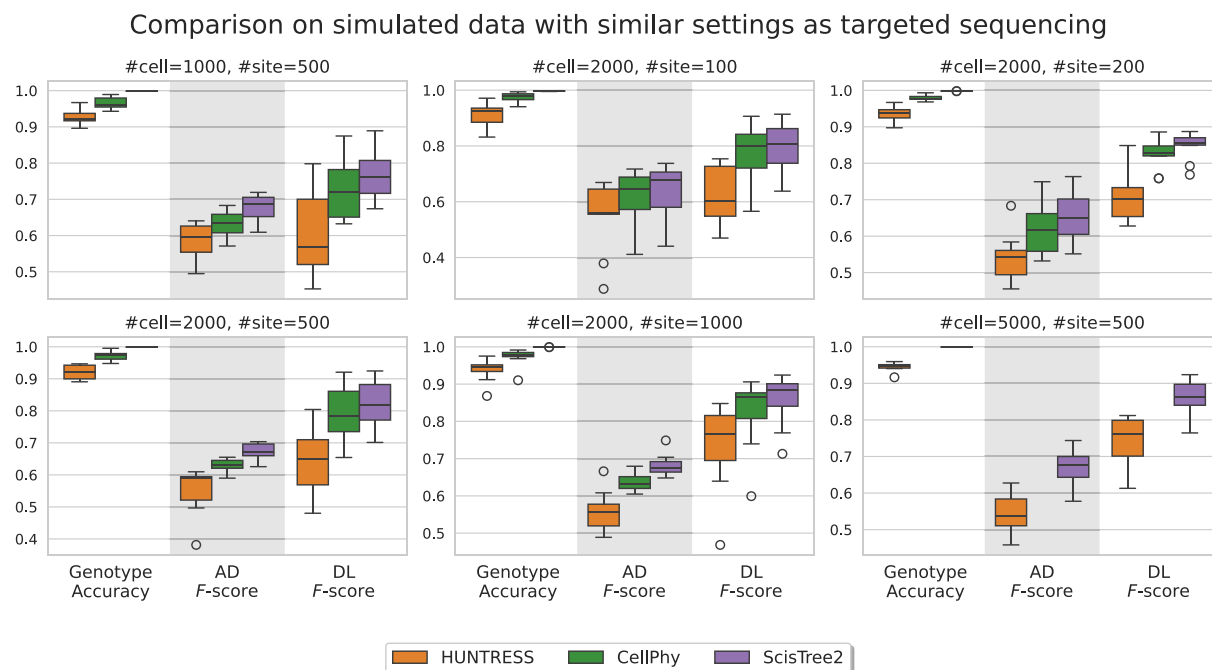 Comparison on simulated data with similar settings as targeted sequencing
#cell=1000, #site=500
1.0
0.9
0.8
0.7
0.6
0.5
#cell=2000, #site=100
1.0
0.8
0.6
0.4
#cell=2000, #site=200
1.0
0.9
0.8
0.7
0.6
0.5
#cell=2000, #site=500
1.0
0.9
0.8
0.7
0.6
0.5
0.4
#cell=2000, #site=1000
1.0
0.9
0.8
0.7
0.6
0.5
#cell=5000, #site=500
1.0
0.9
0.8
0.7
0.6
0.5
Genotype
Accuracy
AD
F-score
DL
F-score
Genotype
Accuracy
AD
F-score
DL
F-score
Genotype
Accuracy
AD
F-score
DL
F-score
HUNTRESS CellPhy ScisTree2